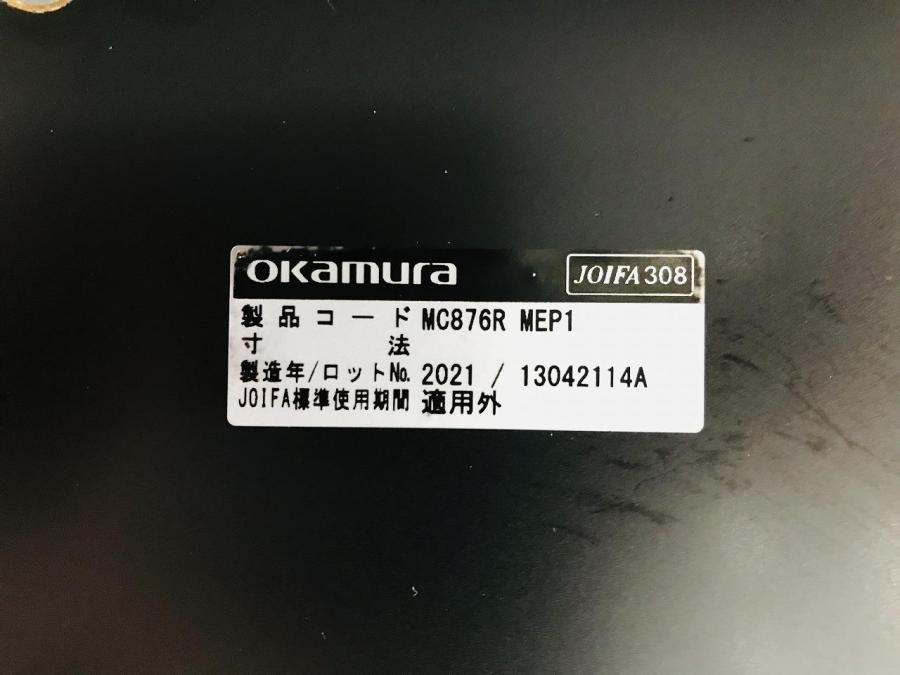 okamura JOIFA308
製品コード MC876R MEP1
寸法
製造年/ロットNo. 2021 / 13042114A
JOIFA標準使用期間 適用外